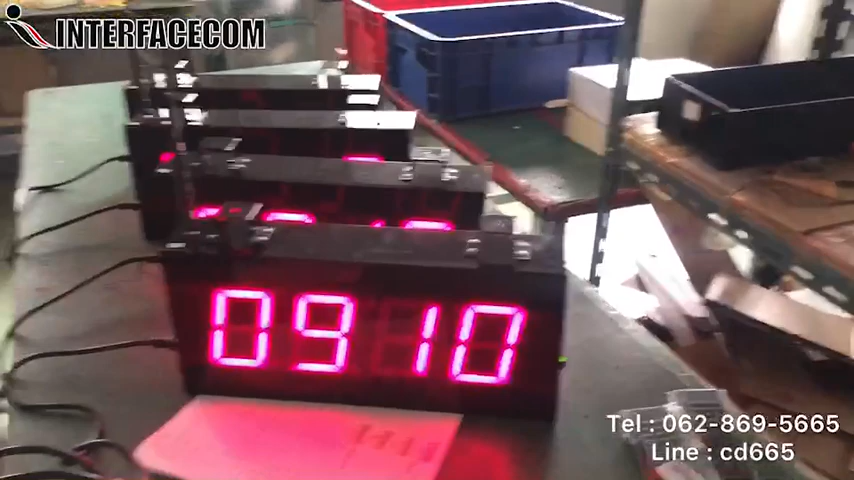 INTERFACECOM
0910
Tel : 062-869-5665
Line : cd665